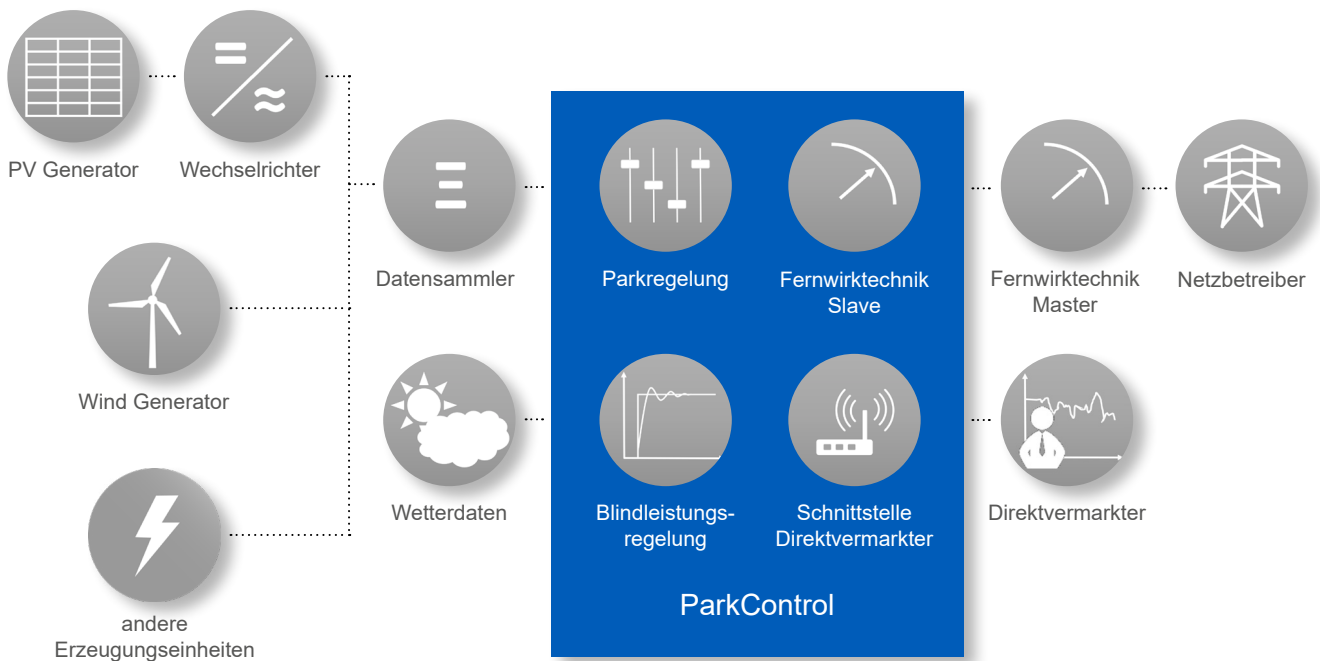 PV Generator
Wechselrichter
Datensammler
Parkregelung
Fernwirktechnik
Slave
Fernwirktechnik
Master
Netzbetreiber
Wind Generator
Wetterdaten
Blindleistungs-
regelung
Schnittstelle
Direktvermarkter
Direktvermarkter
ParkControl
andere
Erzeugungseinheiten